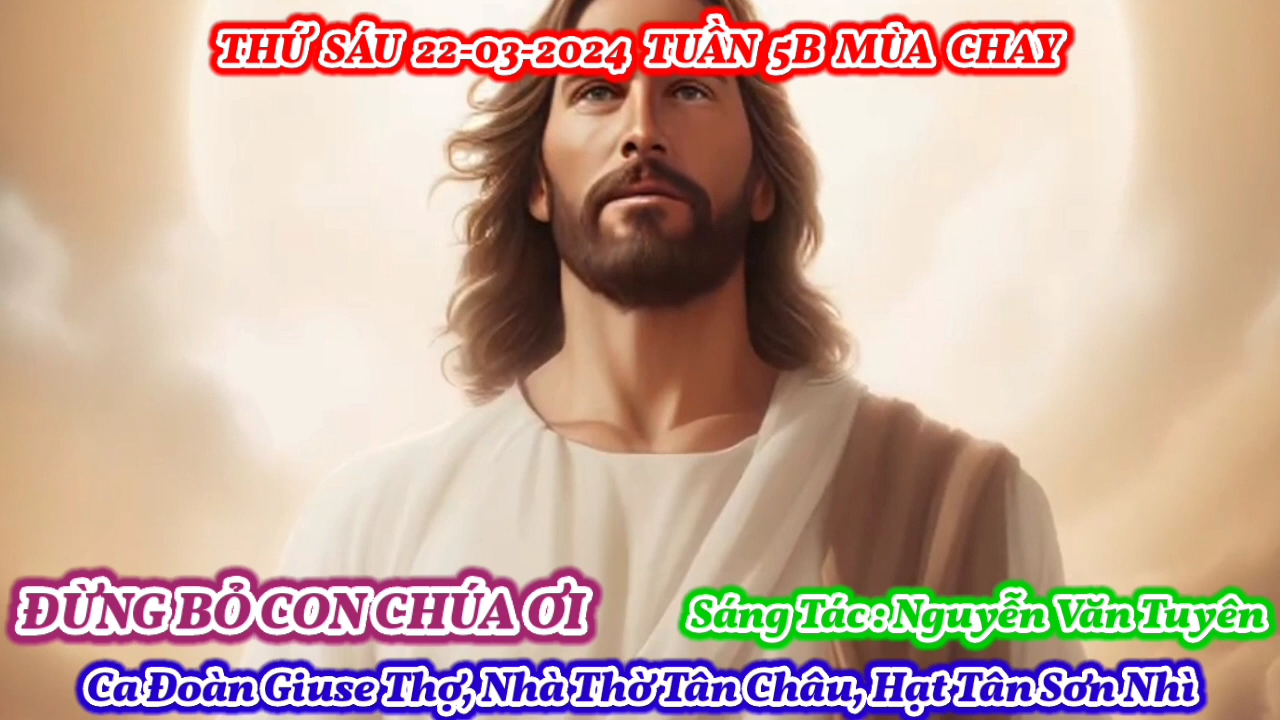 THỨ SÁU 22-03-2024 TUẦN 5B MÙA CHAY
ĐỪNG BỎ CON CHÚA ƠI
Sáng Tác : Nguyễn Văn Tuyên
Ca Đoàn Giuse Thợ, Nhà Thờ Tân Châu, Hạt Tân Sơn Nhì